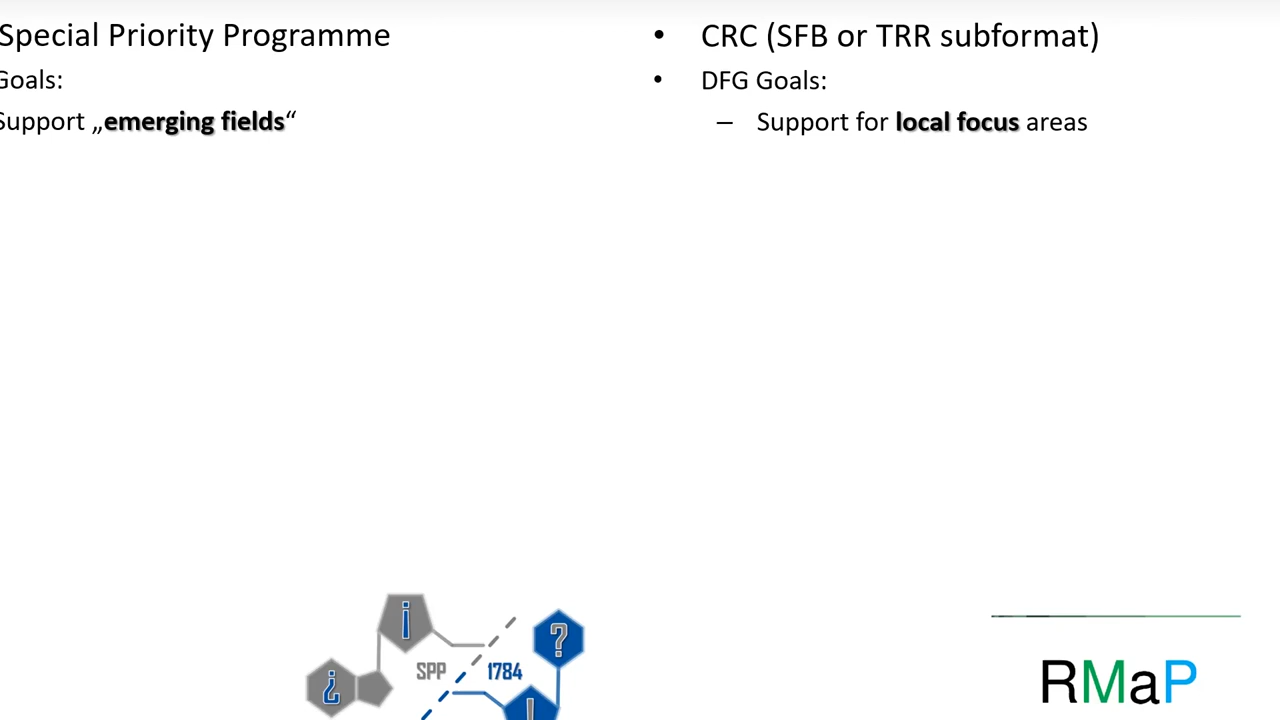 Special Priority Programme
Goals:
Support „emerging fields“
• CRC (SFB or TRR subformat)
• DFG Goals:
– Support for local focus areas
¡
?
SPP 1784
¿
!
RMaP